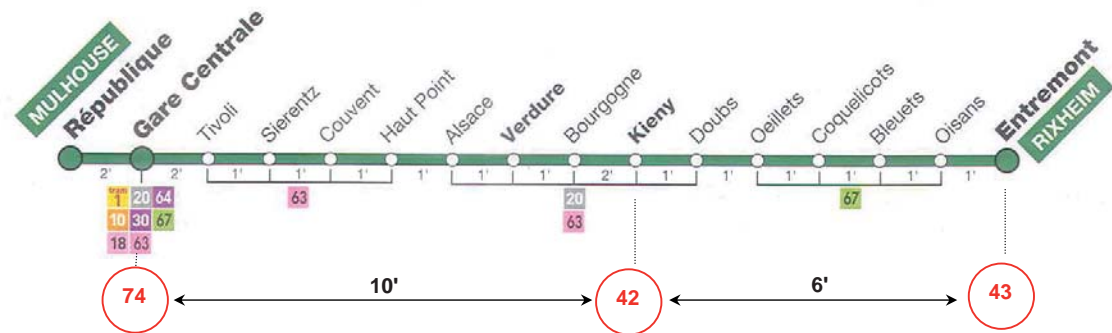 MULHOUSE
République
Gare Centrale
Tivoli
Sierentz
Couvent
Haut Point
Alsace
Verdure
Bourgogne
Kieny
Doubs
Oeillets
Coquelicots
Bleuets
Oisans
Entremont
RIXHEIM
2' 2' 1' 1' 1' 1' 1' 1' 2' 1' 1' 1' 1' 1' 1'
tram 1 20 64
10 30 67
18 63
63
20
63
67
74 10' 42 6' 43